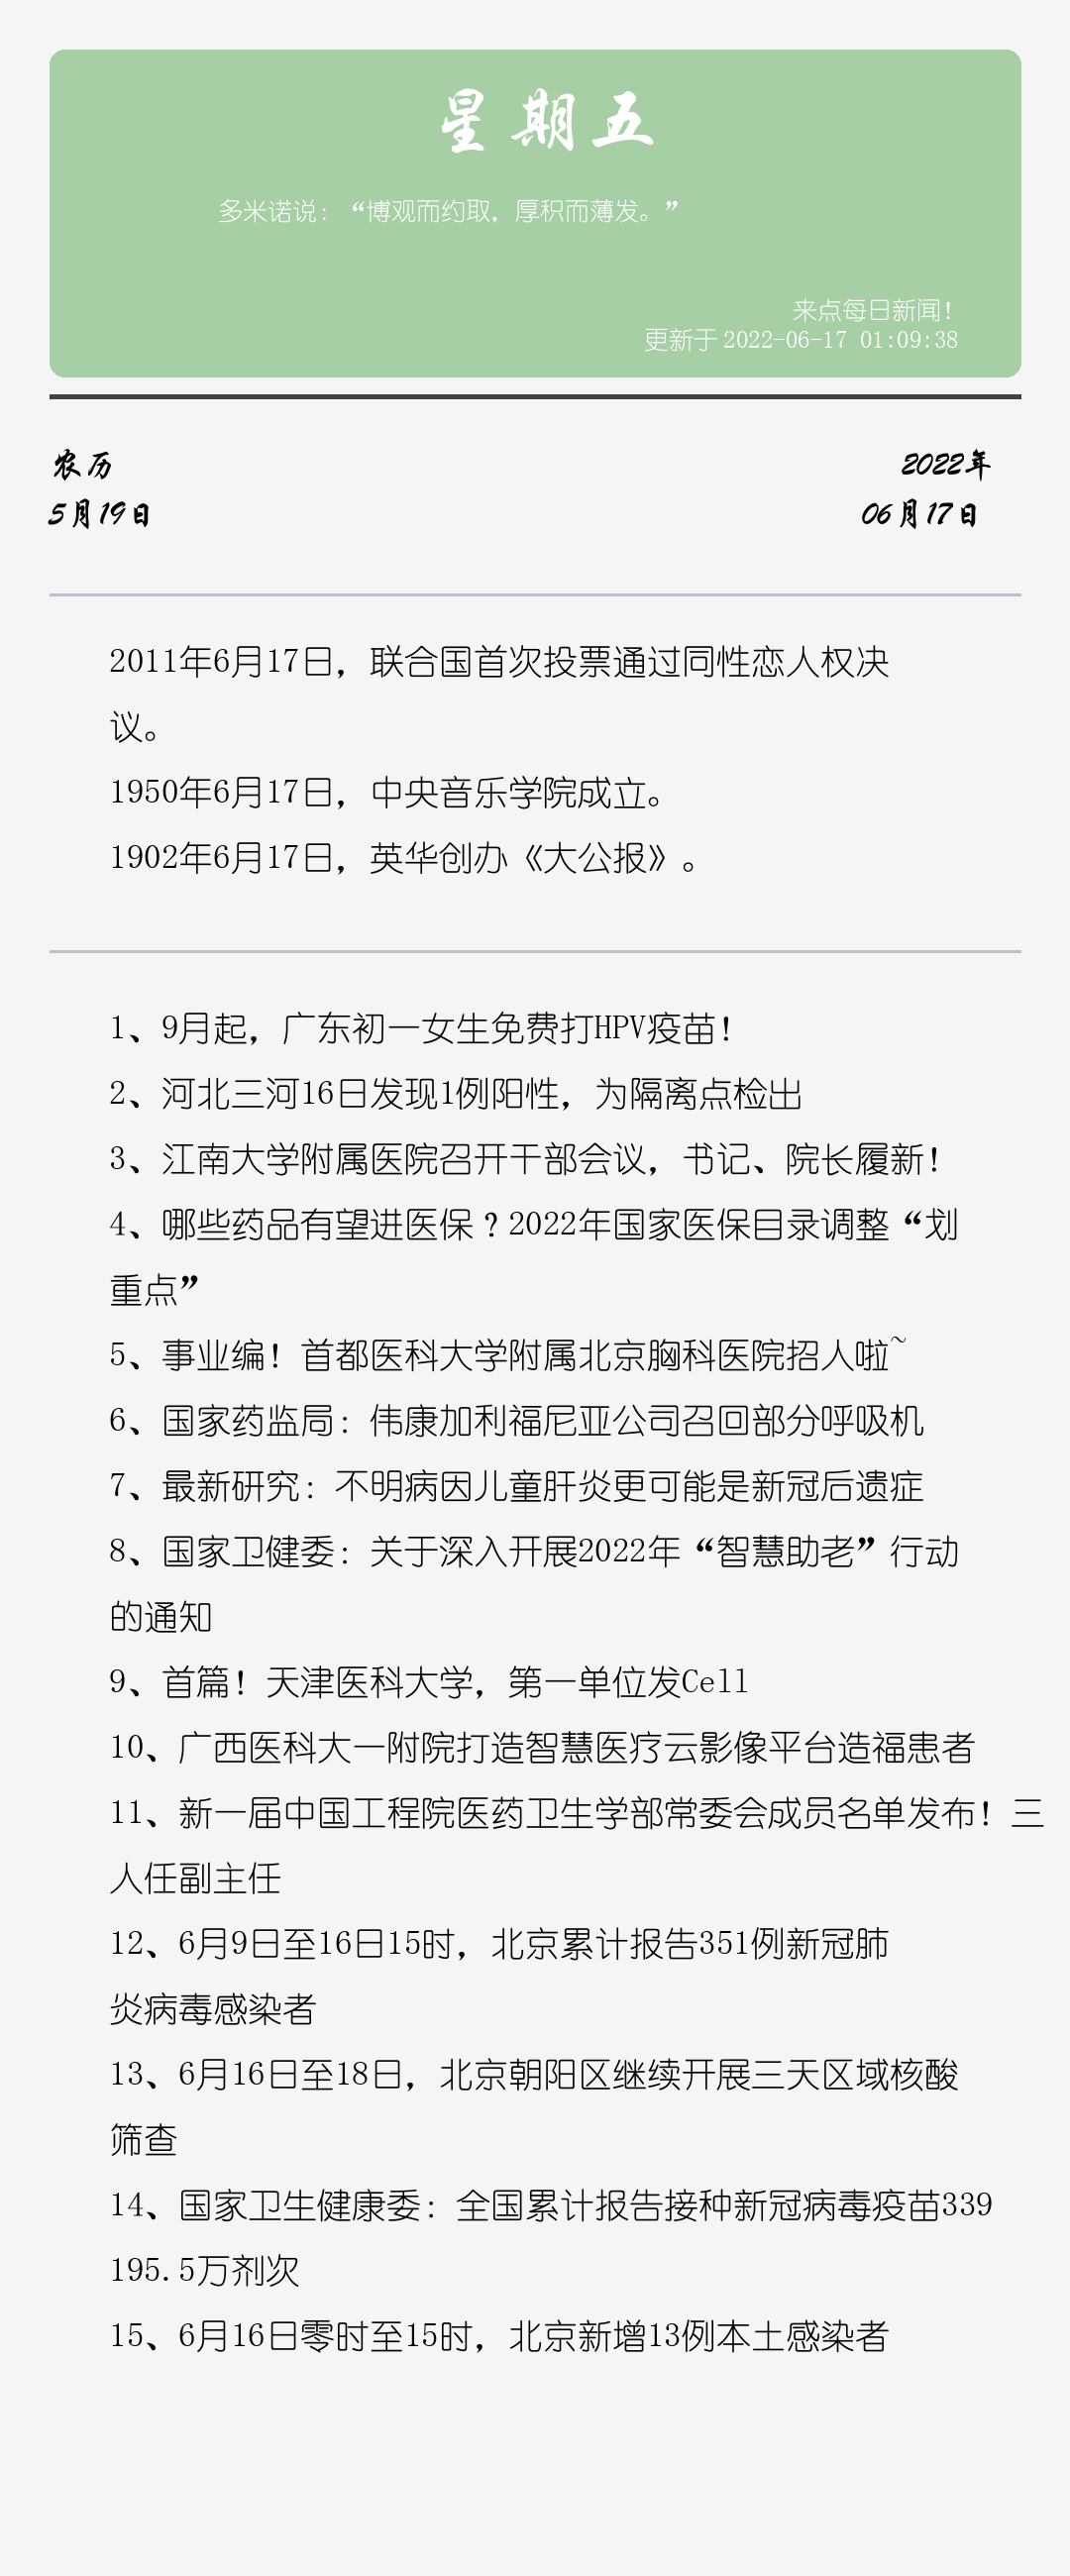 星期五
多米诺说：“博观而约取，厚积而薄发。”
来点每日新闻！
更新于 2022-06-17 01:09:38
农历
5月19日
2022年
06月17日
2011年6月17日，联合国首次投票通过同性恋人权决
议。
1950年6月17日，中央音乐学院成立。
1902年6月17日，英华创办《大公报》。
1、9月起，广东初一女生免费打HPV疫苗！
2、河北三河16日发现1例阳性，为隔离点检出
3、江南大学附属医院召开干部会议，书记、院长履新！
4、哪些药品有望进医保？2022年国家医保目录调整“划
重点”
5、事业编！首都医科大学附属北京胸科医院招人啦~
6、国家药监局：伟康加利福尼亚公司召回部分呼吸机
7、最新研究：不明病因儿童肝炎更可能是新冠后遗症
8、国家卫健委：关于深入开展2022年“智慧助老”行动
的通知
9、首篇！天津医科大学，第一单位发Cell
10、广西医科大一附院打造智慧医疗云影像平台造福患者
11、新一届中国工程院医药卫生学部常委会成员名单发布！三
人任副主任
12、6月9日至16日15时，北京累计报告351例新冠肺
炎病毒感染者
13、6月16日至18日，北京朝阳区继续开展三天区域核酸
筛查
14、国家卫生健康委：全国累计报告接种新冠病毒疫苗339
195.5万剂次
15、6月16日零时至15时，北京新增13例本土感染者